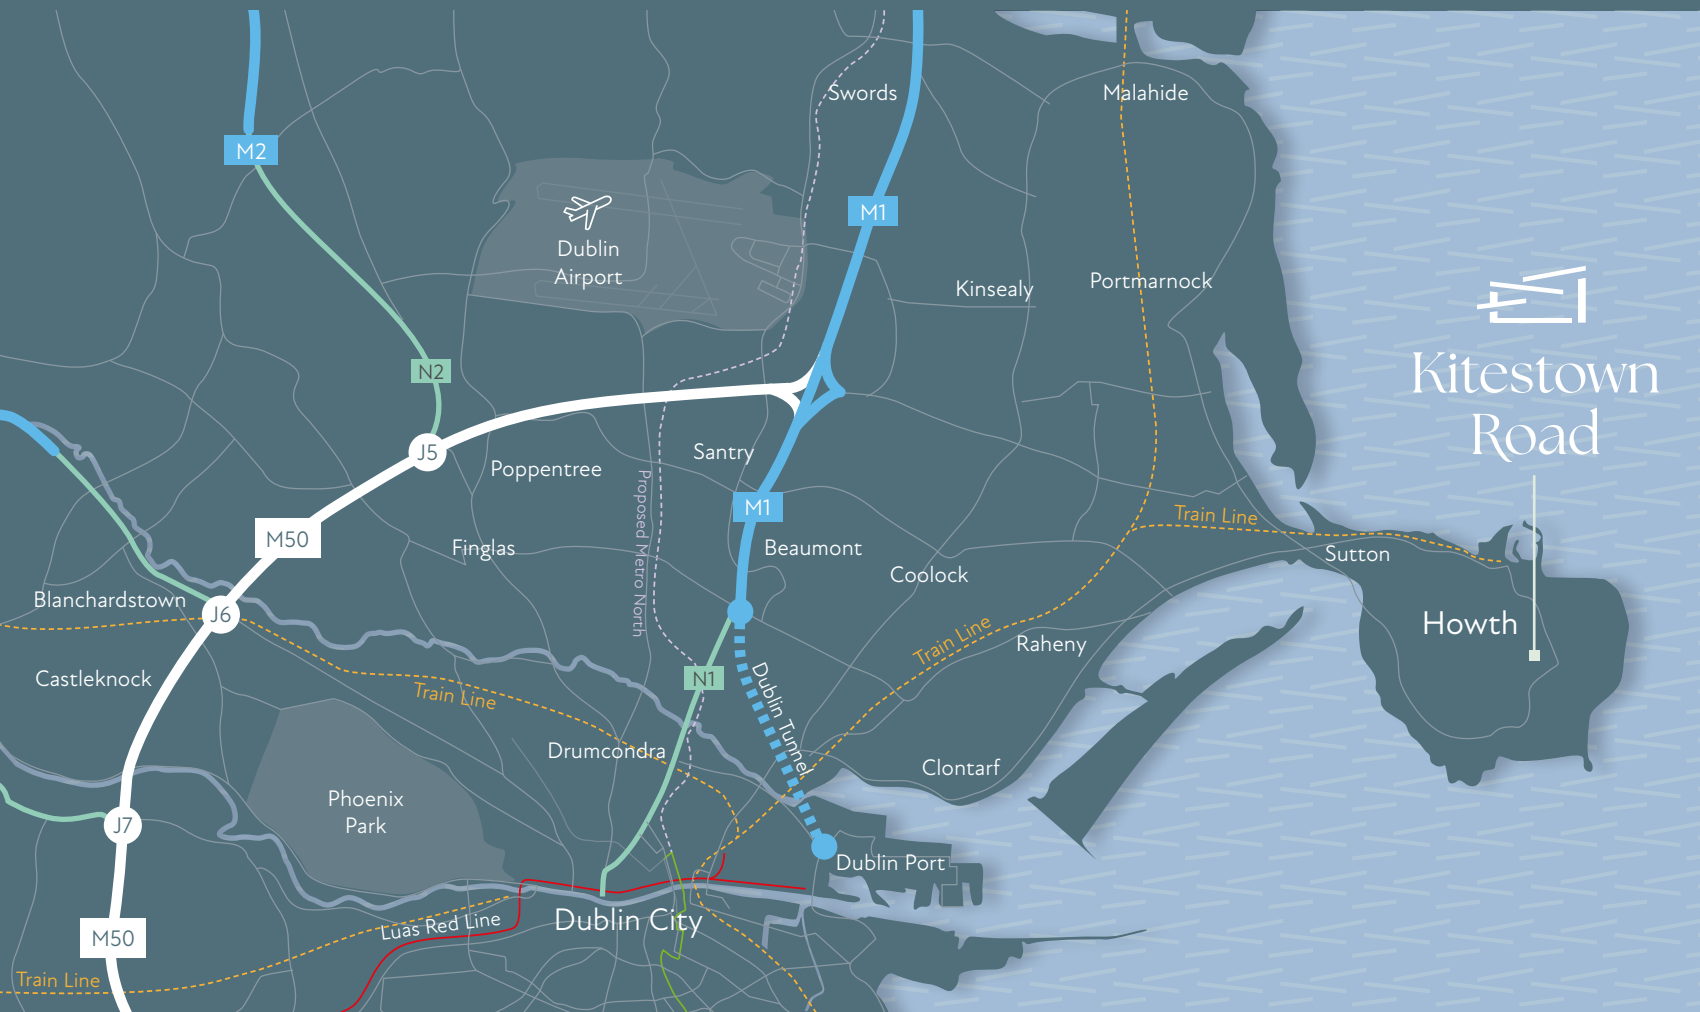 Swords
Malahide
M2
M1
Dublin
Airport
Kinsealy
Portmarnock
Kitestown
Road
N2
J5
Santry
Poppentree
Proposed Metro North
M1
Train Line
M50
Finglas
Beaumont
Sutton
Coolock
Blanchardstown
J6
Howth
Train Line
Raheny
Castleknock
N1
Train Line
Dublin Tunnel
Drumcondra
Clontarf
Phoenix
Park
J7
Dublin Port
Dublin City
Luas Red Line
M50
Train Line